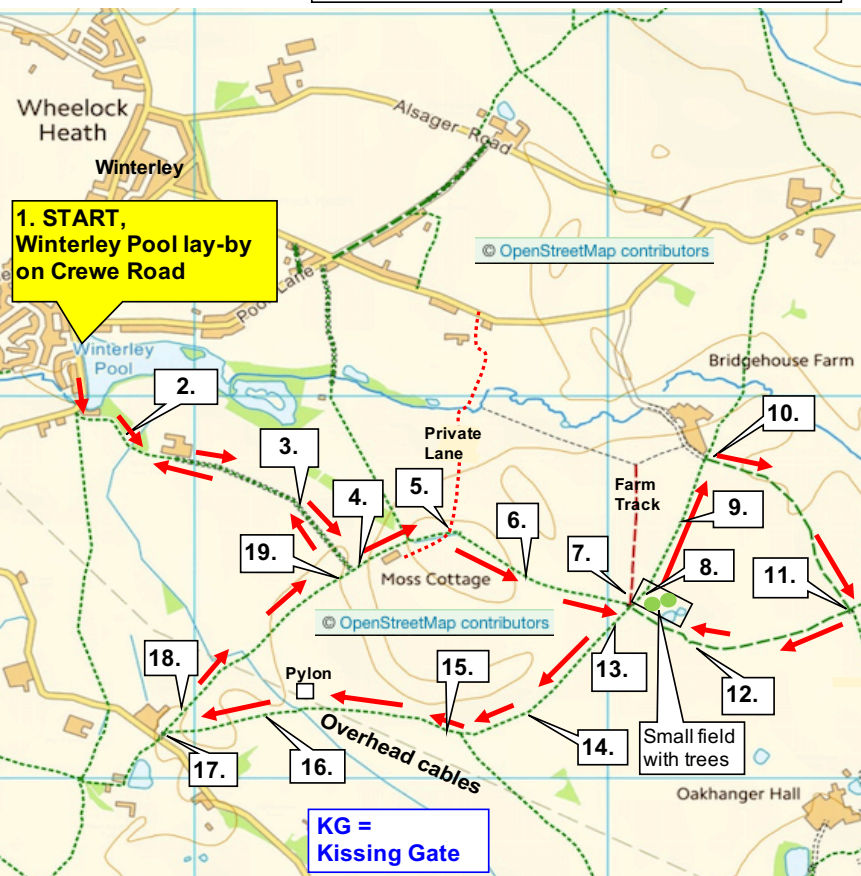 Wheelock
Heath
Alsager Road
Winterley
1. START,
Winterley Pool lay-by
on Crewe Road
© OpenStreetMap contributors
Pool Lane
Winterley
Pool
Bridgehouse Farm
2.
10.
Private
Lane
3.
5.
4.
Farm
Track
9.
6.
19.
7.
8.
11.
Moss Cottage
© OpenStreetMap contributors
18.
Pylon
15.
13.
12.
Overhead cables
14.
Small field
with trees
17.
16.
Oakhanger Hall
KG =
Kissing Gate